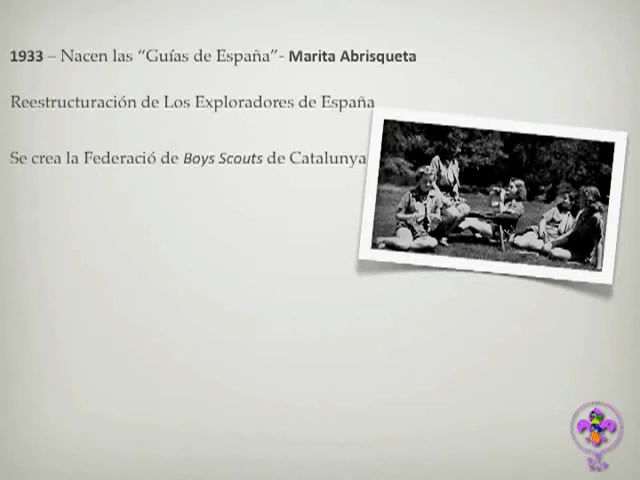 1933 – Nacen las “Guías de España”- Marita Abrisqueta
Reestructuración de Los Exploradores de España
Se crea la Federació de Boys Scouts de Catalunya